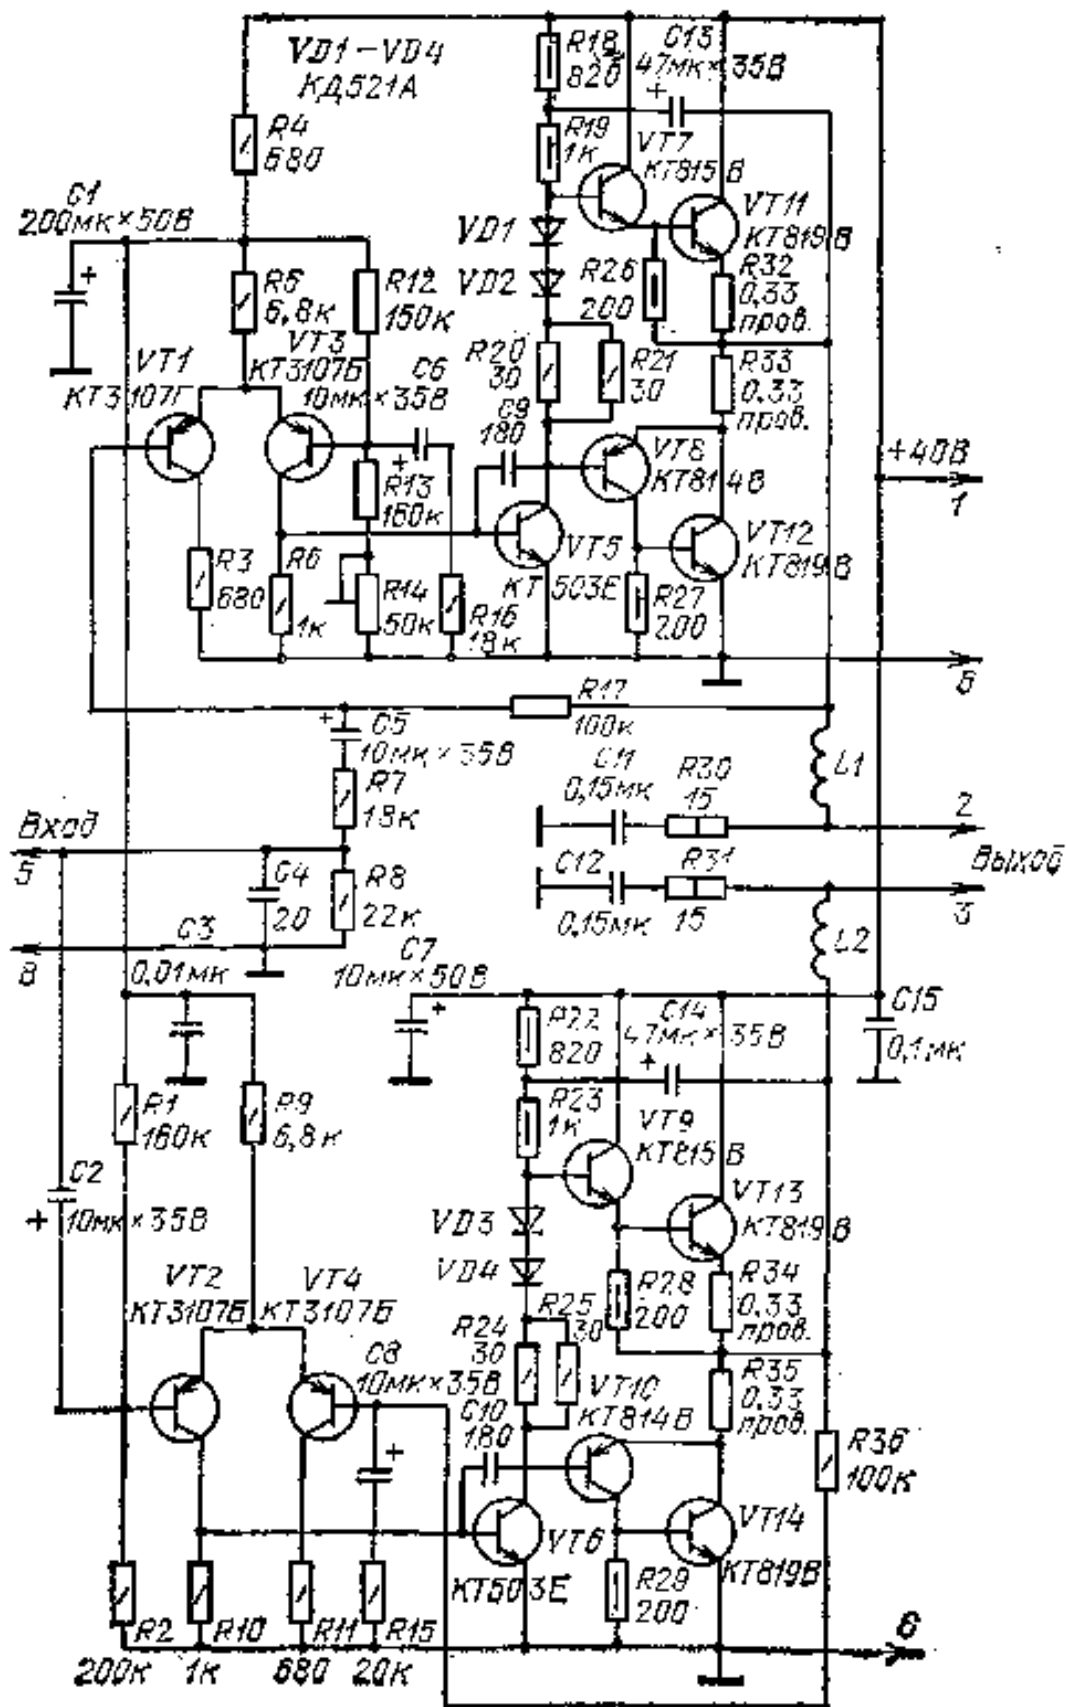 VD1-VD4
КД521А
R18
820
C13
47мк×35В
R4
680
R19
1к
VT7
КТ815В
C1
200мк×50В
VT11
КТ819В
VD1
VD2
R5
6,8к
R12
150к
R26
200
R32
0,33
пров.
VT1
КТ3107Г
VT3
КТ3107Б
C6
10мк×35В
R20
30
R21
30
R33
0,33
пров.
C9
180
VT8
КТ814В
+40В
1
R13
160к
VT5
КТ503Е
VT12
КТ819В
R3
680
R6
1к
R14
50к
R16
18к
R27
200
R17
100к
C5
10мк×35В
C11
0,15мк
R30
15
L1
R7
18к
2
Вход
5
Выход
C4
20
R8
22к
C12
0,15мк
R31
15
3
8
C3
0,01мк
C7
10мк×50В
L2
R22
820
C14
47мк×35В
C15
0,1мк
R1
160к
R9
6,8к
R23
1к
VT9
КТ815В
C2
+ 10мк×35В
VD3
VD4
VT13
КТ819В
VT2
КТ3107Б
VT4
КТ3107Б
R28
200
R34
0,33
пров.
R24
30
R25
30
C8
10мк×35В
R35
0,33
пров.
VT10
КТ814В
C10
180
R36
100к
VT6
КТ503Е
VT14
КТ819В
R29
200
R2
200к
R10
1к
R11
680
R15
20к
6